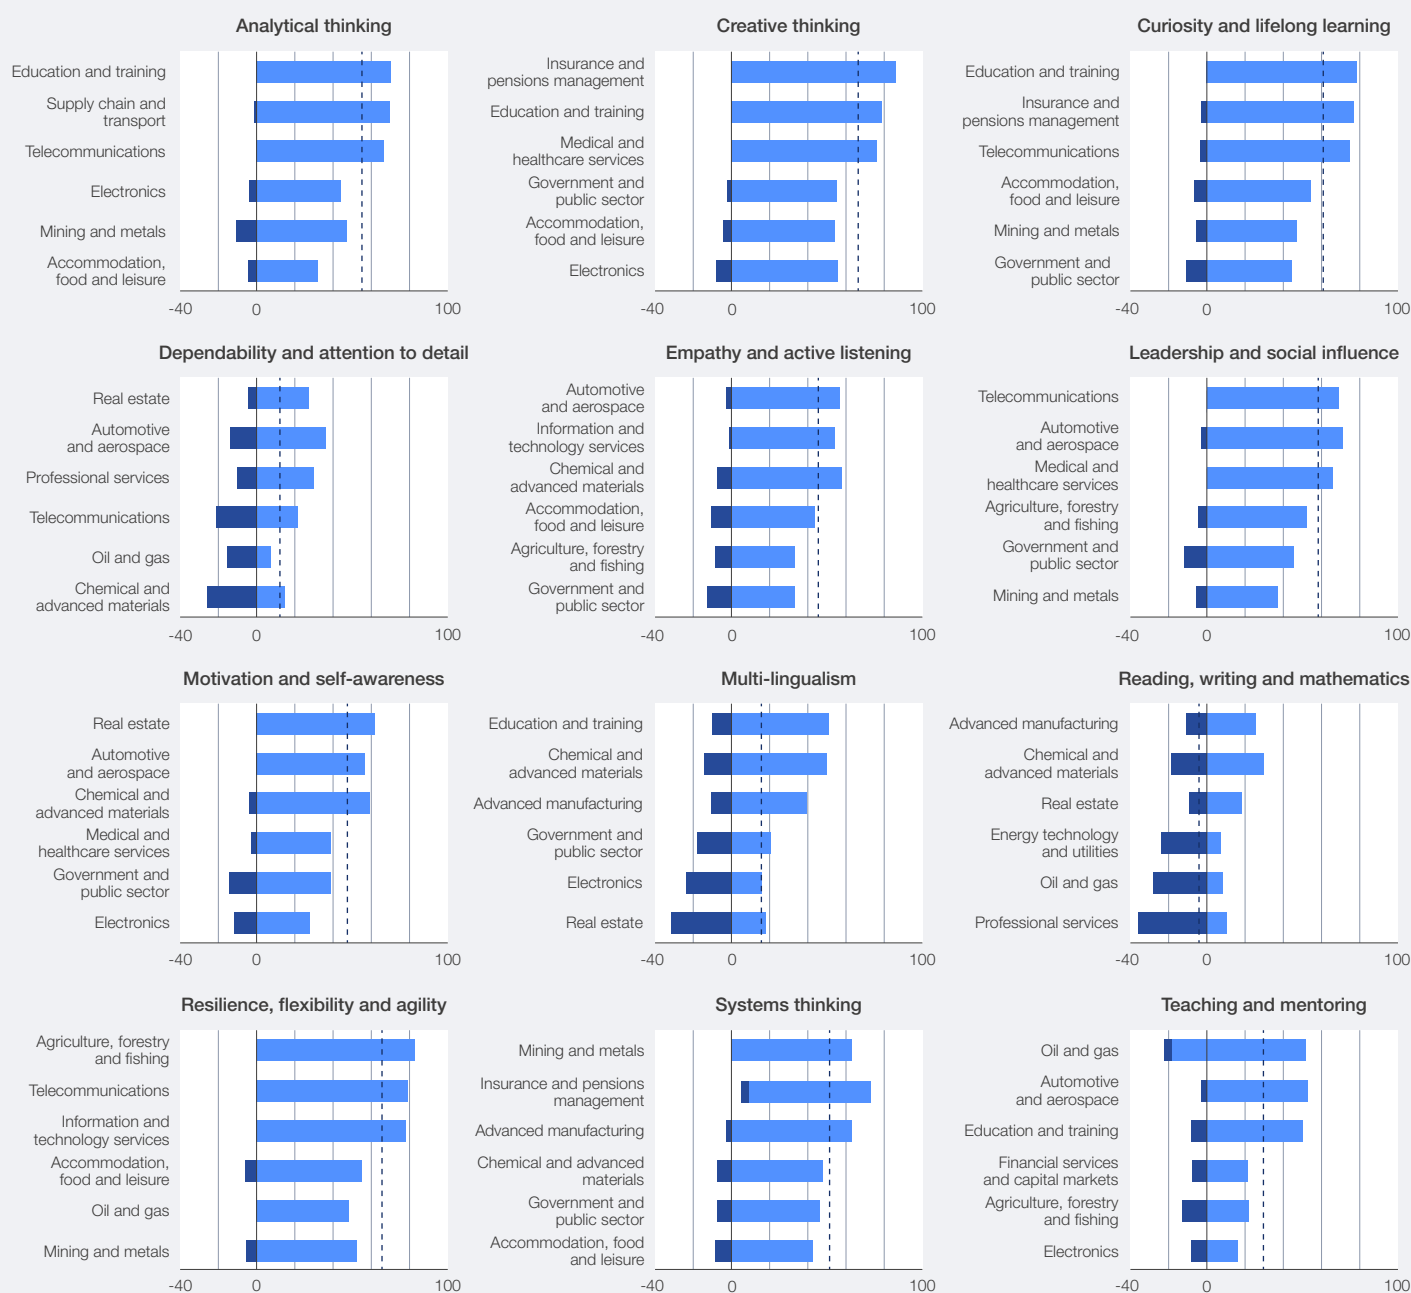 Analytical thinking
Education and training
Supply chain and
transport
Telecommunications
Electronics
Mining and metals
Accommodation,
food and leisure
-40 0 100
Creative thinking
Insurance and
pensions management
Education and training
Medical and
healthcare services
Government and
public sector
Accommodation,
food and leisure
Electronics
-40 0 100
Curiosity and lifelong learning
Education and training
Insurance and
pensions management
Telecommunications
Accommodation,
food and leisure
Mining and metals
Government and
public sector
-40 0 100
Dependability and attention to detail
Real estate
Automotive
and aerospace
Professional services
Telecommunications
Oil and gas
Chemical and
advanced materials
-40 0 100
Empathy and active listening
Automotive
and aerospace
Information and
technology services
Chemical and
advanced materials
Accommodation,
food and leisure
Agriculture, forestry
and fishing
Government and
public sector
-40 0 100
Leadership and social influence
Telecommunications
Automotive
and aerospace
Medical and
healthcare services
Agriculture, forestry
and fishing
Government and
public sector
Mining and metals
-40 0 100
Motivation and self-awareness
Real estate
Automotive
and aerospace
Chemical and
advanced materials
Medical and
healthcare services
Government and
public sector
Electronics
-40 0 100
Multi-lingualism
Education and training
Chemical and
advanced materials
Advanced manufacturing
Government and
public sector
Electronics
Real estate
-40 0 100
Reading, writing and mathematics
Advanced manufacturing
Chemical and
advanced materials
Real estate
Energy technology
and utilities
Oil and gas
Professional services
-40 0 100
Resilience, flexibility and agility
Agriculture, forestry
and fishing
Telecommunications
Information and
technology services
Accommodation,
food and leisure
Oil and gas
Mining and metals
-40 0 100
Systems thinking
Mining and metals
Insurance and pensions
management
Advanced manufacturing
Chemical and advanced
materials
Government and
public sector
Accommodation, food
and leisure
-40 0 100
Teaching and mentoring
Oil and gas
Automotive
and aerospace
Education and training
Financial services
and capital markets
Agriculture, forestry
and fishing
Electronics
-40 0 100